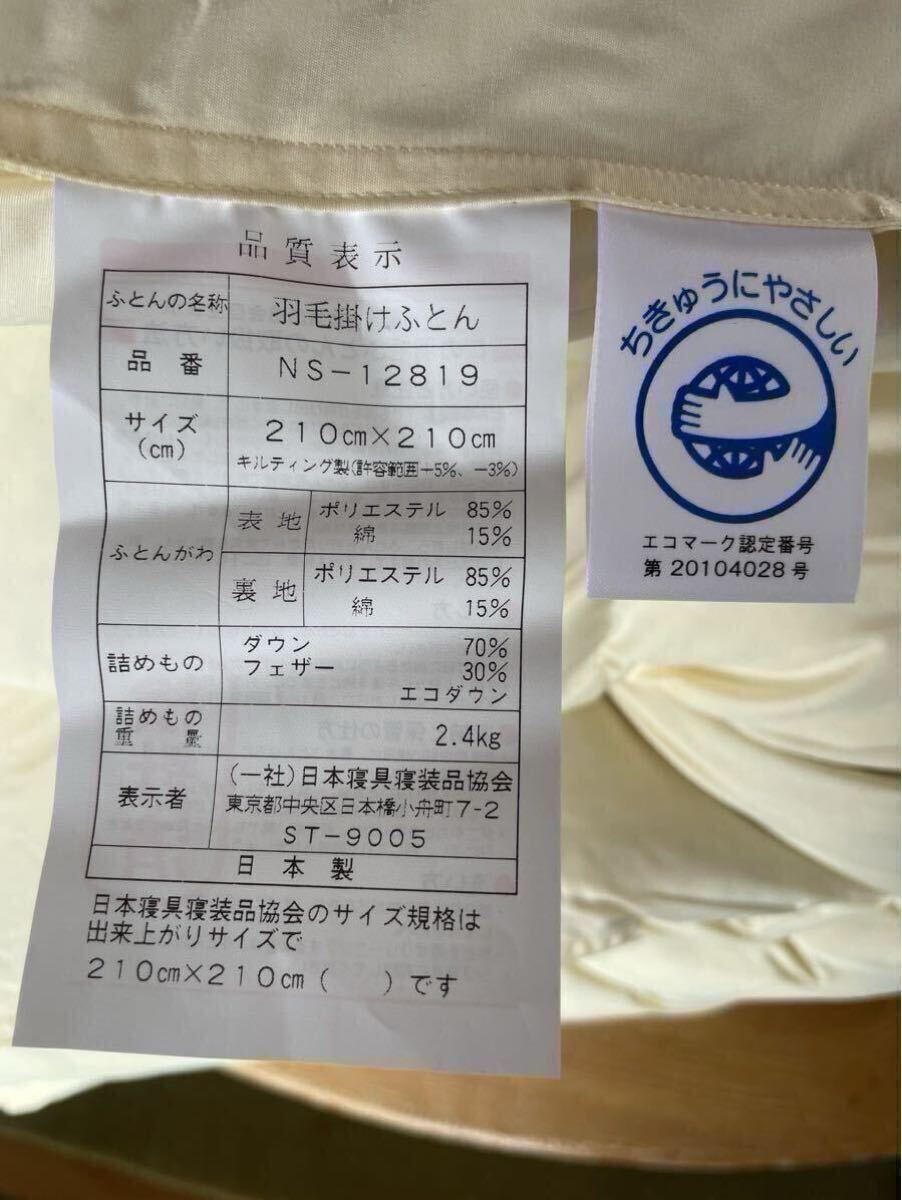 品質表示
ふとんの名称 羽毛掛けふとん
品番 NS-12819
サイズ(cm) 210cm×210cm
キルティング製(許容範囲+5%、-3%)
ふとんがわ 表地 ポリエステル 85%
綿 15%
裏地 ポリエステル 85%
綿 15%
詰めもの ダウン 70%
フェザー 30%
エコダウン
詰めもの重量 2.4kg
表示者 (一社)日本寝具寝装品協会
東京都中央区日本橋小舟町7-2
ST-9005
日本製
日本寝具寝装品協会のサイズ規格は
出来上がりサイズで
210cm×210cm(　　)です
ちきゅうにやさしい
エコマーク認定番号
第 20104028 号